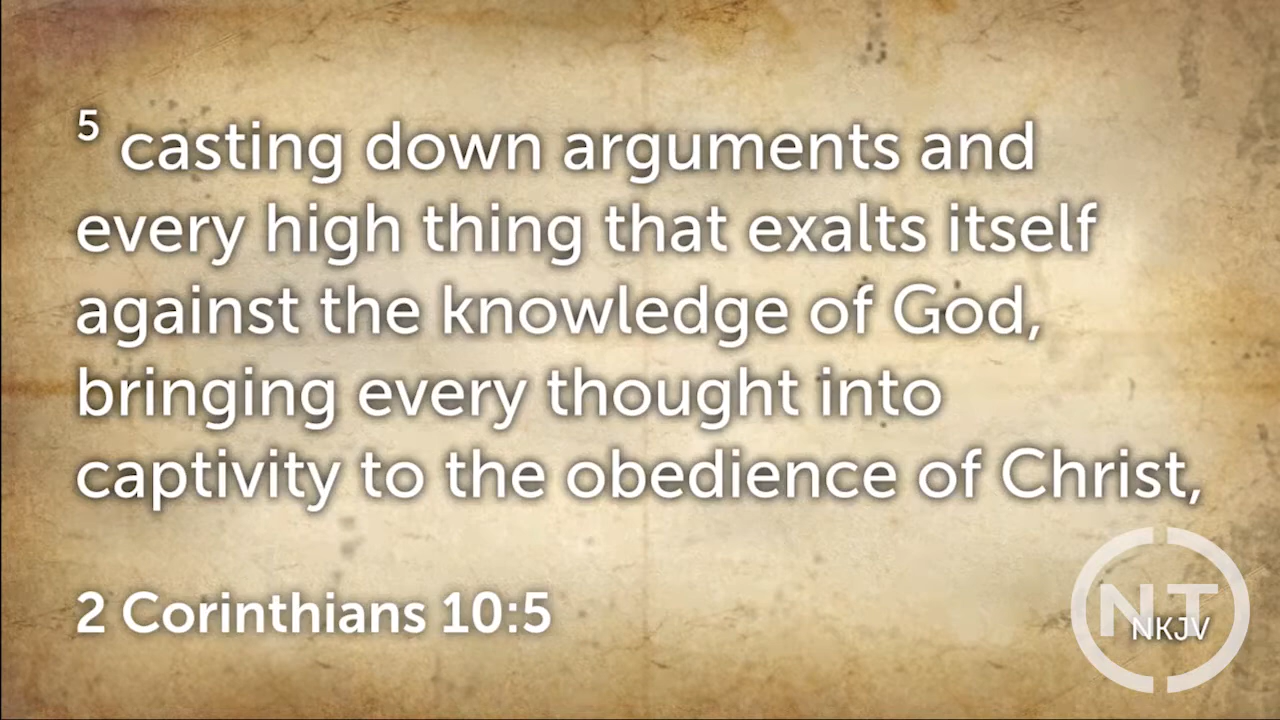 5 casting down arguments and
every high thing that exalts itself
against the knowledge of God,
bringing every thought into
captivity to the obedience of Christ,
2 Corinthians 10:5
NT
NKJV